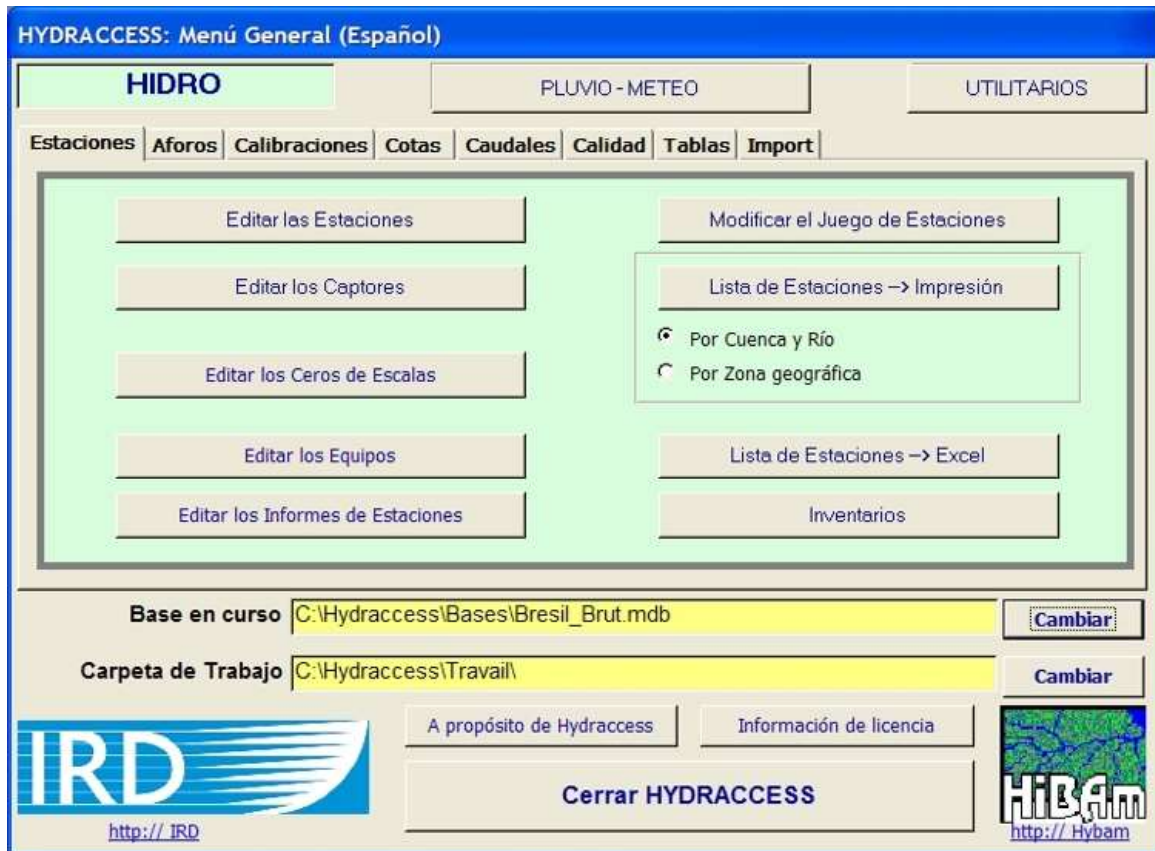 HYDRACCESS: Menú General (Español)
HIDRO
PLUVIO - METEO
UTILITARIOS
Estaciones Aforos Calibraciones Cotas Caudales Calidad Tablas Import
Editar las Estaciones
Modificar el Juego de Estaciones
Editar los Captores
Lista de Estaciones --> Impresión
Por Cuenca y Río
Editar los Ceros de Escalas
Por Zona geográfica
Editar los Equipos
Lista de Estaciones --> Excel
Editar los Informes de Estaciones
Inventarios
Base en curso C:\Hydraccess\Bases\Bresil_Brut.mdb Cambiar
Carpeta de Trabajo C:\Hydraccess\Travail\ Cambiar
A propósito de Hydraccess
Información de licencia
IRD
Cerrar HYDRACCESS
HiBAm
http:// IRD
http:// Hybam